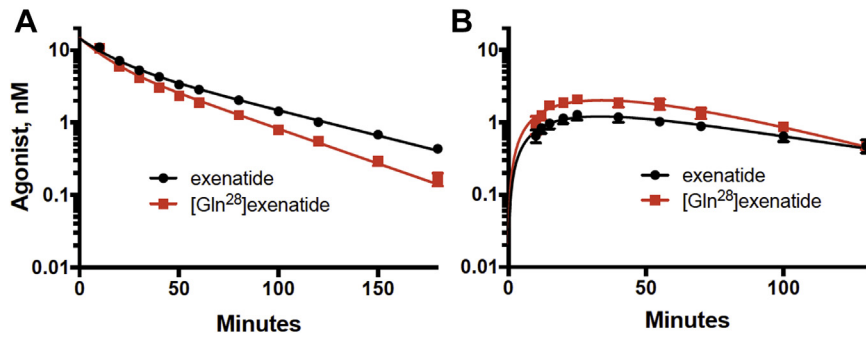 A
Agonist, nM
10
1
0.1
0.01
exenatide
[Gln28]exenatide
0
50
100
150
Minutes
B
10
1
0.1
0.01
exenatide
[Gln28]exenatide
0
50
100
Minutes